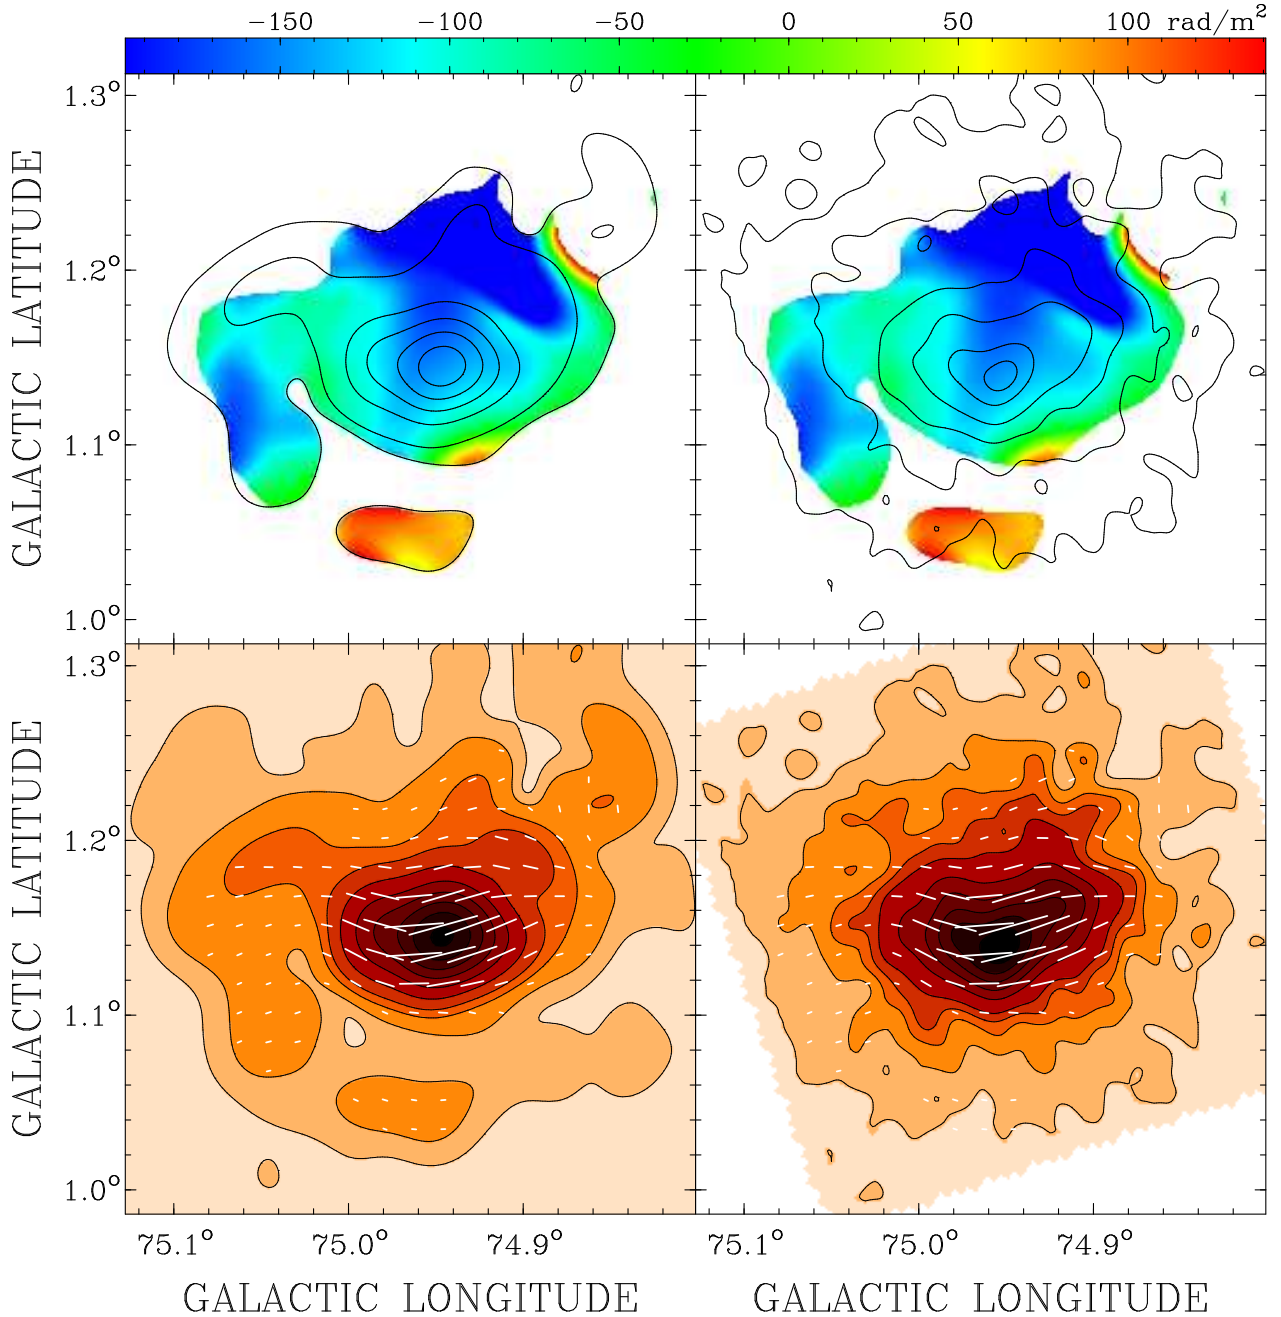 −150 −100 −50 0 50 100 rad/m²
1.3°
1.2°
1.1°
1.0°
GALACTIC LATITUDE
1.3°
1.2°
1.1°
1.0°
GALACTIC LATITUDE
75.1° 75.0° 74.9° 75.1° 75.0° 74.9°
GALACTIC LONGITUDE GALACTIC LONGITUDE